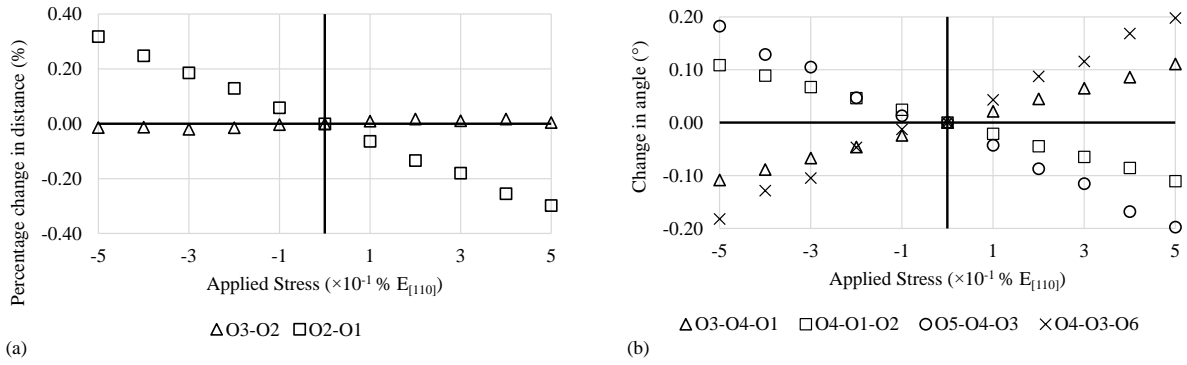 Percentage change in distance (%)
0.40
0.20
0.00
-0.20
-0.40
-5
-3
-1
1
3
5
Applied Stress (×10⁻¹ % E[110])
O3-O2
O2-O1
(a)
Change in angle (°)
0.20
0.10
0.00
-0.10
-0.20
-5
-3
-1
1
3
5
Applied Stress (×10⁻¹ % E[110])
O3-O4-O1
O4-O1-O2
O5-O4-O3
O4-O3-O6
(b)